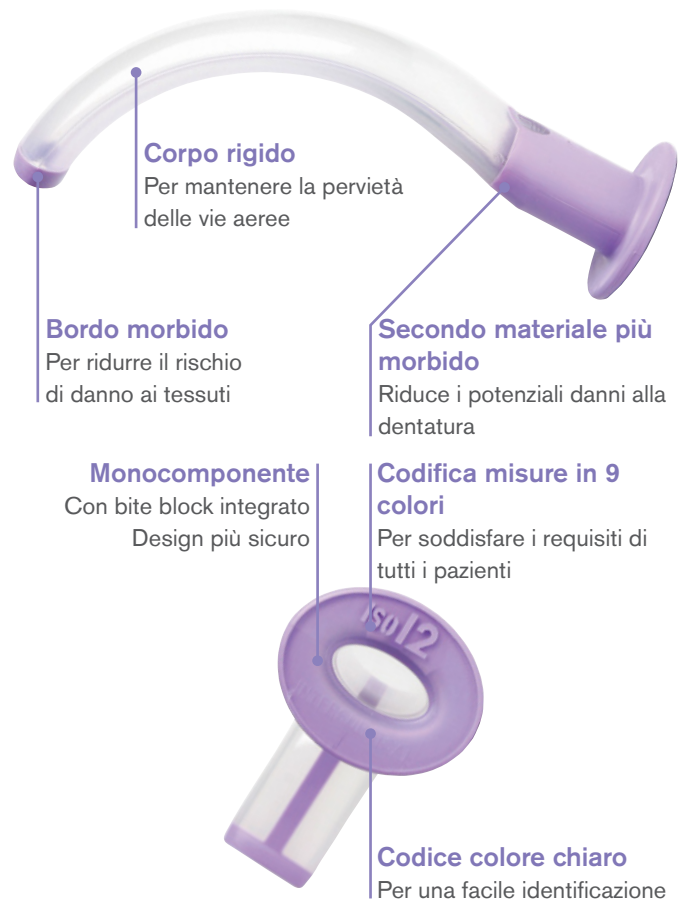 Corpo rigido
Per mantenere la pervietà
delle vie aeree
Bordo morbido
Per ridurre il rischio
di danno ai tessuti
Secondo materiale più
morbido
Riduce i potenziali danni alla
dentatura
Monocomponente
Con bite block integrato
Design più sicuro
Codifica misure in 9
colori
Per soddisfare i requisiti di
tutti i pazienti
ISO 12
Codice colore chiaro
Per una facile identificazione